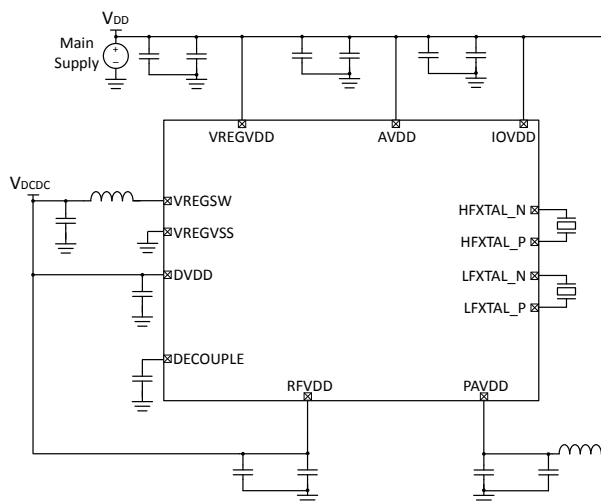 VDD
Main
Supply
+
−
VREGVDD
AVDD
IOVDD
VDCDC
VREGSW
VREGVSS
DVDD
DECOUPLE
HFXTAL_N
HFXTAL_P
LFXTAL_N
LFXTAL_P
RFVDD
PAVDD